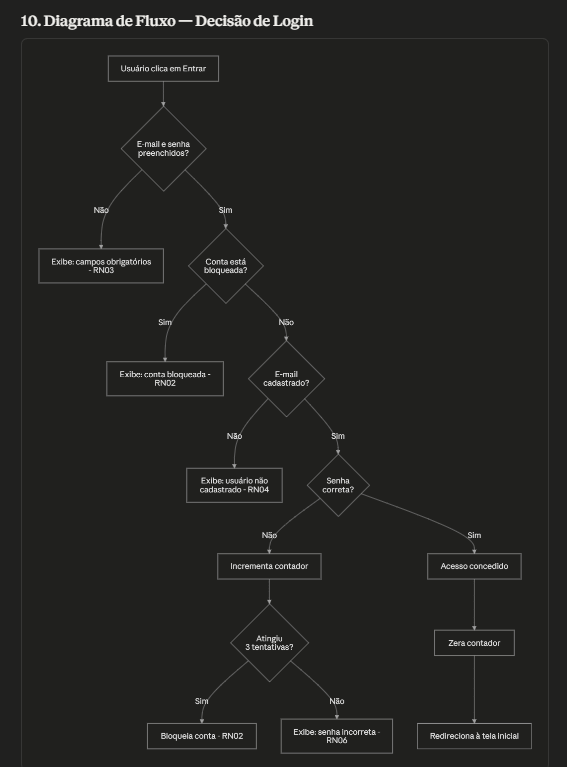 10. Diagrama de Fluxo — Decisão de Login
Usuário clica em Entrar
E-mail e senha
preenchidos?
Não
Sim
Exibe: campos obrigatórios
- RN03
Conta está
bloqueada?
Sim
Não
Exibe: conta bloqueada -
RN02
E-mail
cadastrado?
Não
Sim
Exibe: usuário não
cadastrado - RN04
Senha
correta?
Não
Sim
Incrementa contador
Acesso concedido
Atingiu
3 tentativas?
Zera contador
Sim
Não
Bloqueia conta - RN02
Exibe: senha incorreta -
RN06
Redireciona à tela inicial